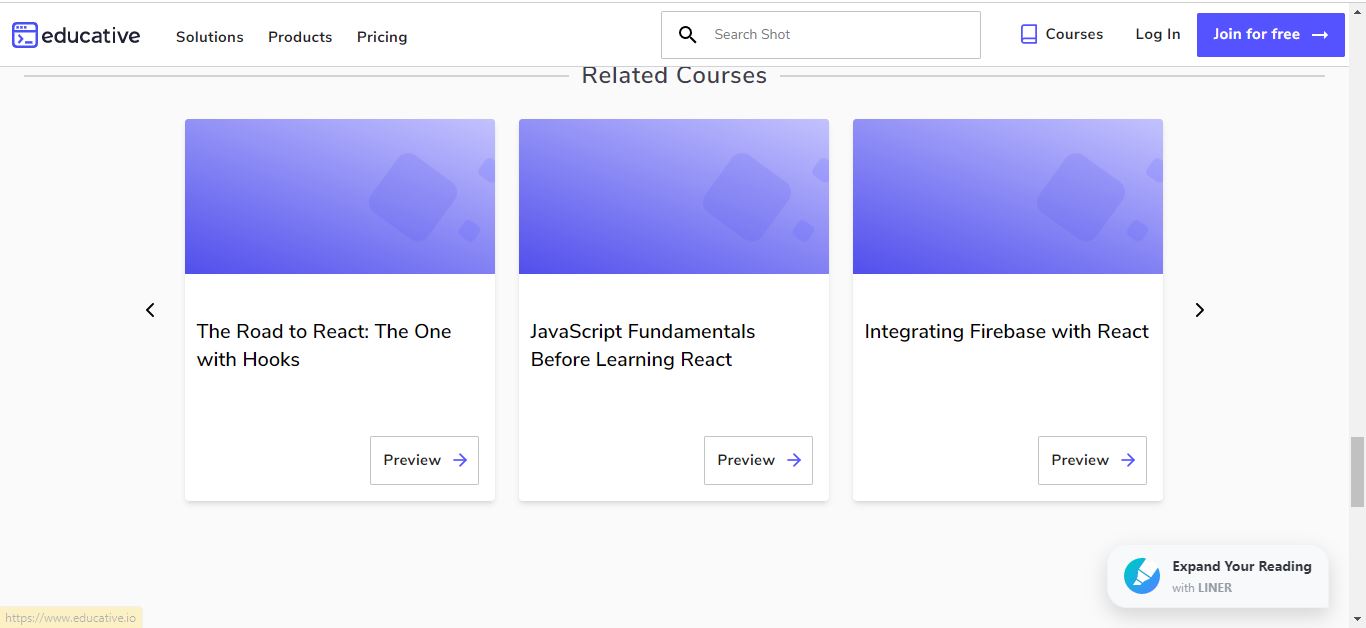 educative
Solutions Products Pricing
Search Shot
Courses Log In Join for free
Related Courses
The Road to React: The One
with Hooks
Preview
JavaScript Fundamentals
Before Learning React
Preview
Integrating Firebase with React
Preview
Expand Your Reading
with LINER
https://www.educative.io